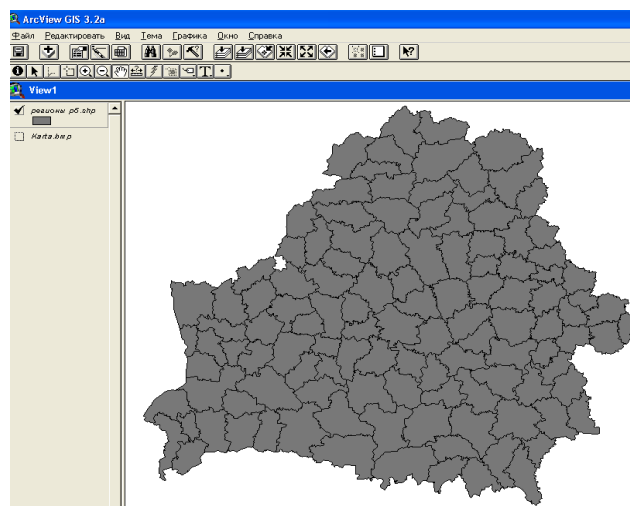 ArcView GIS 3.2a
Файл Редактировать Вид Тема Графика Окно Справка
View1
регионы рб.shp
Karta.bmp